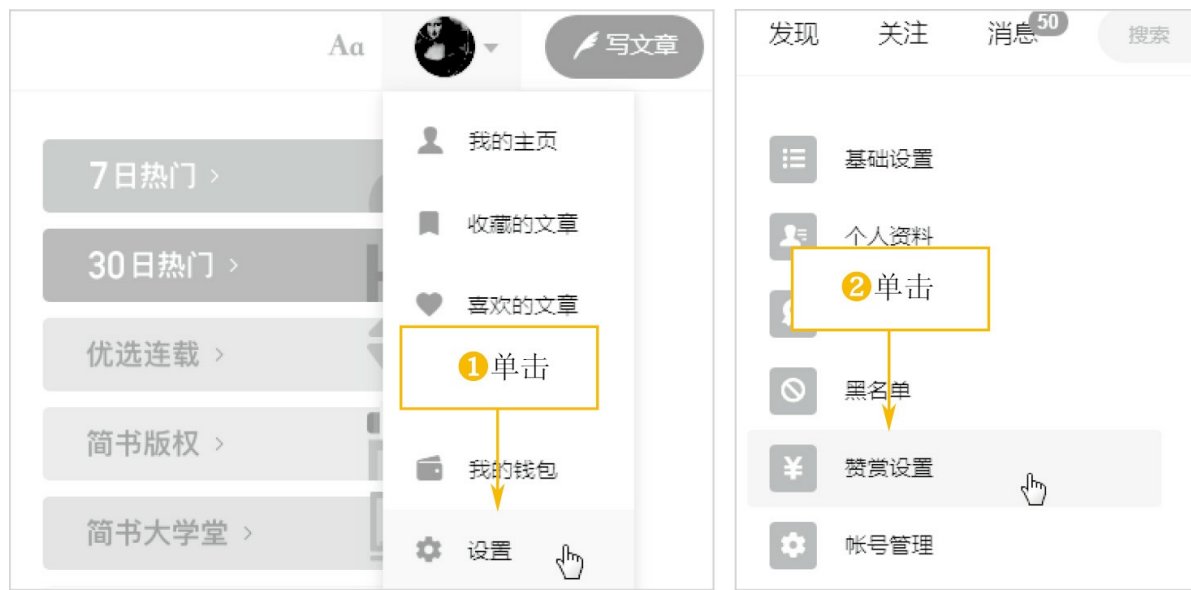 Aa
写文章
7日热门 >
30日热门 >
优选连载 >
简书版权 >
简书大学堂 >
我的主页
收藏的文章
喜欢的文章
❶单击
我的钱包
设置
发现 关注 消息 50 搜索
基础设置
个人资料
❷单击
黑名单
¥ 赞赏设置
帐号管理